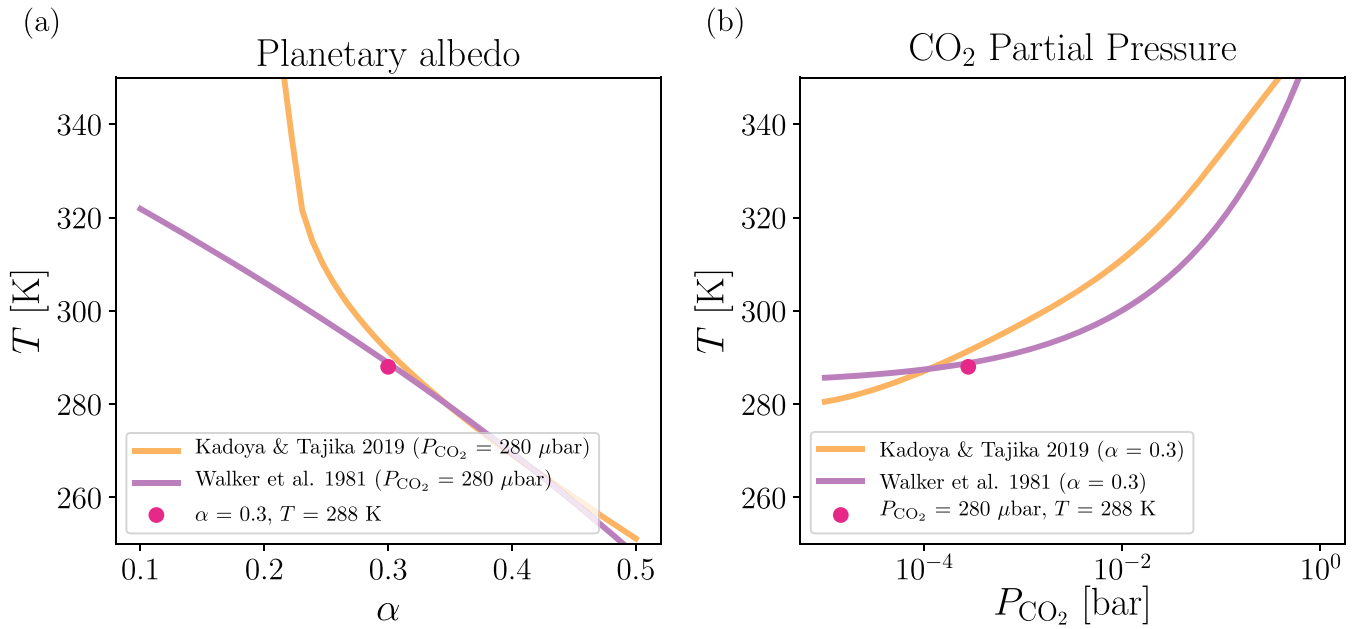 (a)
Planetary albedo
T [K]
340
320
300
280
260
Kadoya & Tajika 2019 (P_CO₂ = 280 μbar)
Walker et al. 1981 (P_CO₂ = 280 μbar)
α = 0.3, T = 288 K
0.1 0.2 0.3 0.4 0.5
α
(b)
CO₂ Partial Pressure
T [K]
340
320
300
280
260
Kadoya & Tajika 2019 (α = 0.3)
Walker et al. 1981 (α = 0.3)
P_CO₂ = 280 μbar, T = 288 K
10⁻⁴ 10⁻² 10⁰
P_CO₂ [bar]